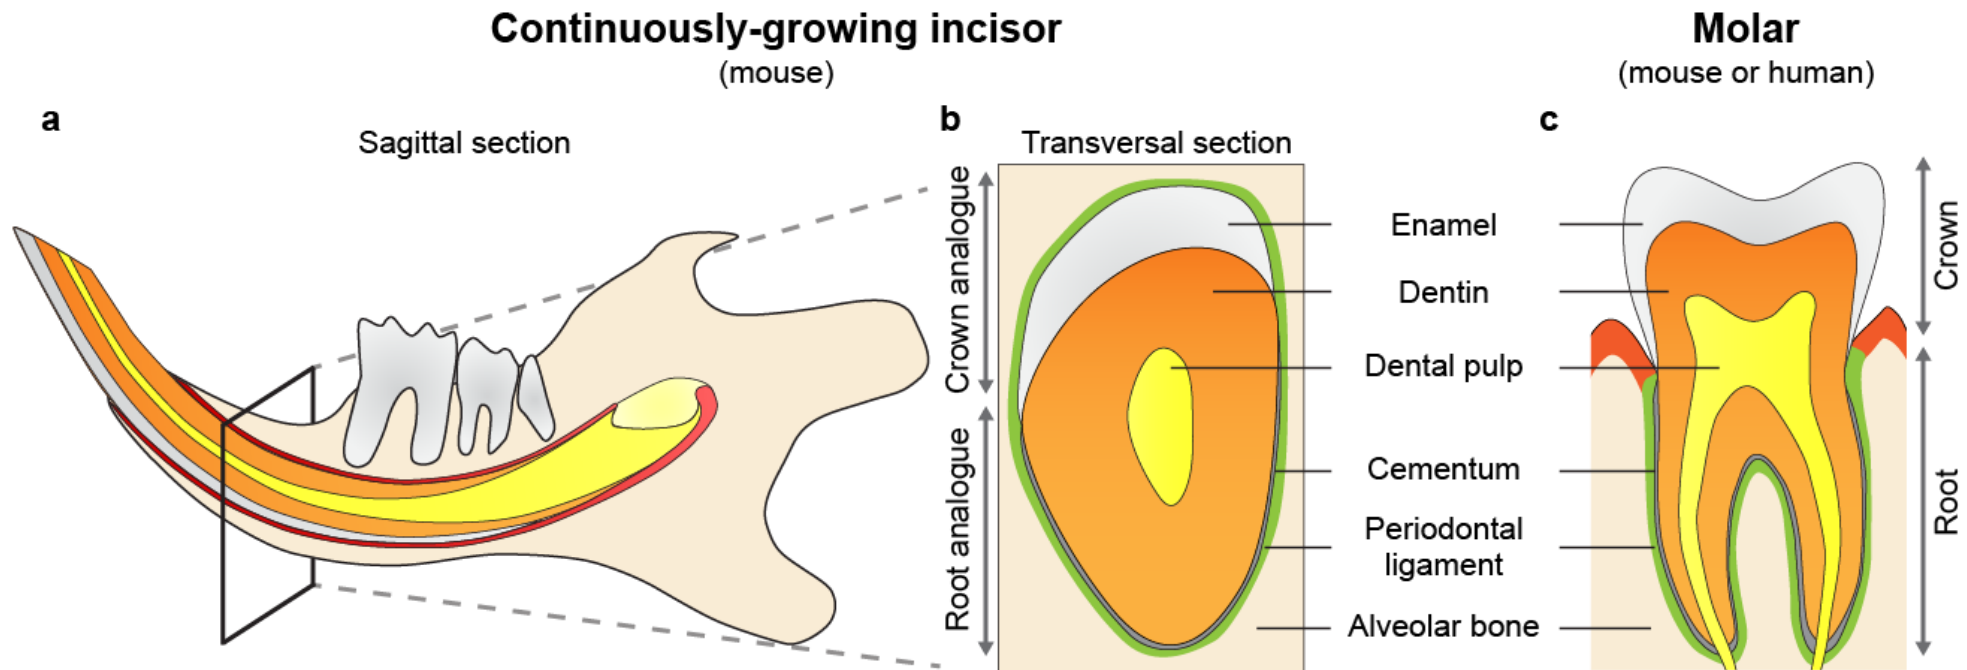 Continuously-growing incisor
(mouse)
Molar
(mouse or human)
a
Sagittal section
b
Transversal section
c
Crown analogue
Root analogue
Enamel
Dentin
Dental pulp
Cementum
Periodontal
ligament
Alveolar bone
Crown
Root